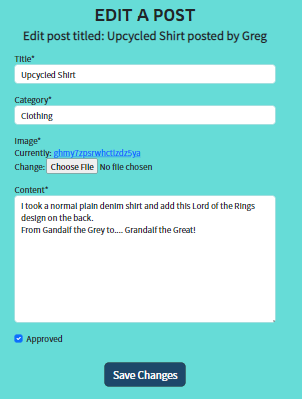 EDIT A POST
Edit post titled: Upcycled Shirt posted by Greg
Title*
Upcycled Shirt
Category*
Clothing
Image*
Currently: ghmy7zpsrwhctizdz5ya
Change: Choose File No file chosen
Content*
I took a normal plain denim shirt and add this Lord of the Rings
design on the back.
From Gandalf the Grey to.... Grandalf the Great!
Approved
Save Changes